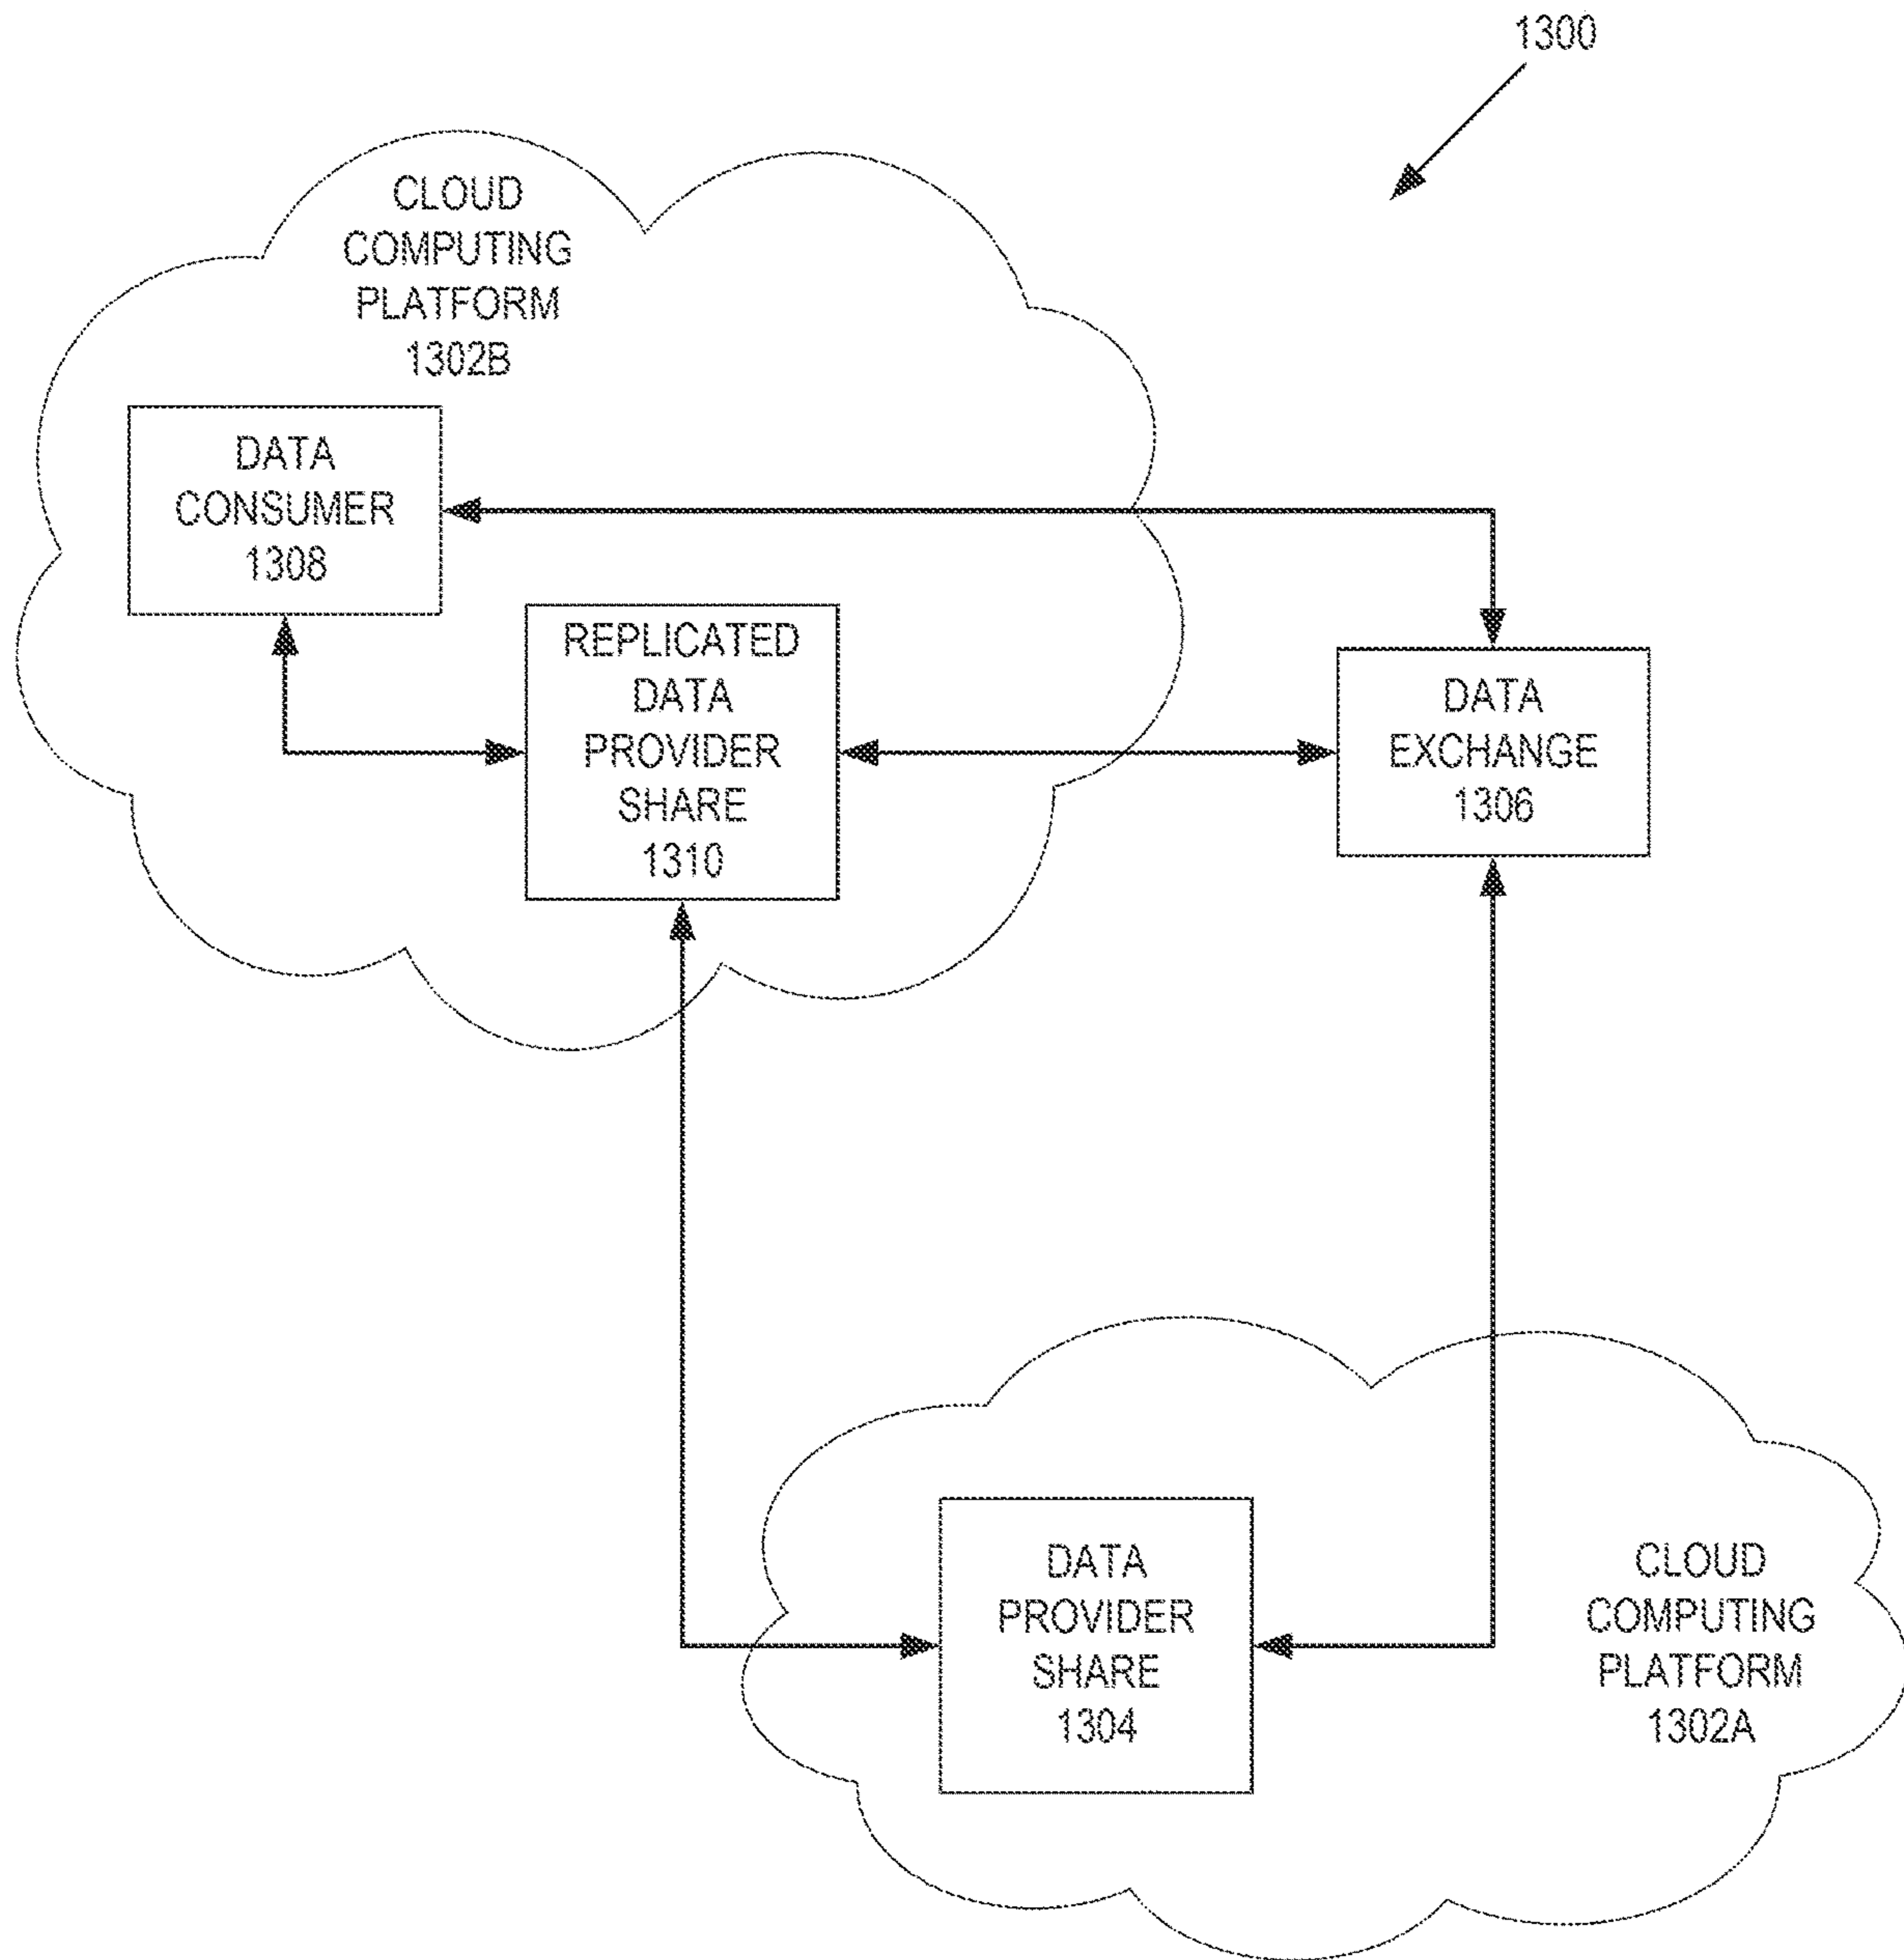 1300
CLOUD
COMPUTING
PLATFORM
1302B
DATA
CONSUMER
1308
REPLICATED
DATA
PROVIDER
SHARE
1310
DATA
EXCHANGE
1306
DATA
PROVIDER
SHARE
1304
CLOUD
COMPUTING
PLATFORM
1302A